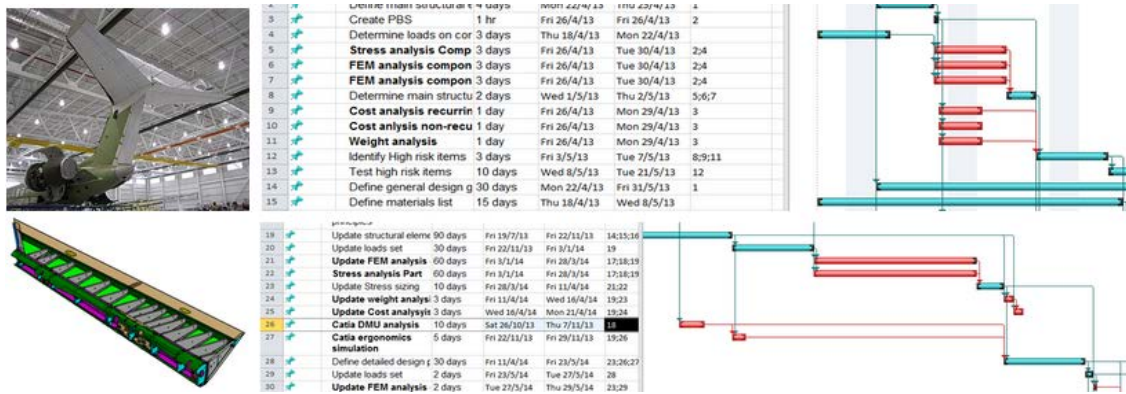 3 Create PBS 1 hr Fri 26/4/13 Fri 26/4/13 2
4 Determine loads on cor 3 days Thu 18/4/13 Mon 22/4/13
5 Stress analysis Comp 3 days Fri 26/4/13 Tue 30/4/13 2;4
6 FEM analysis compon 3 days Fri 26/4/13 Tue 30/4/13 2;4
7 FEM analysis compon 3 days Fri 26/4/13 Tue 30/4/13 2;4
8 Determine main structu 2 days Wed 1/5/13 Thu 2/5/13 5;6;7
9 Cost analysis recurrin 1 day Fri 26/4/13 Mon 29/4/13 3
10 Cost anlysis non-recu 1 day Fri 26/4/13 Mon 29/4/13 3
11 Weight analysis 1 day Fri 26/4/13 Mon 29/4/13 3
12 Identify High risk items 3 days Fri 3/5/13 Tue 7/5/13 8;9;11
13 Test high risk items 10 days Wed 8/5/13 Tue 21/5/13 12
14 Define general design g 30 days Mon 22/4/13 Fri 31/5/13 1
15 Define materials list 15 days Thu 18/4/13 Wed 8/5/13
19 Update structural eleme 90 days Fri 19/7/13 Fri 22/11/13 14;15;16
20 Update loads set 30 days Fri 22/11/13 Fri 3/1/14 19
21 Update FEM analysis 60 days Fri 3/1/14 Fri 28/3/14 17;18;19
22 Stress analysis Part 60 days Fri 3/1/14 Fri 28/3/14 17;18;19
23 Update Stress sizing 10 days Fri 28/3/14 Fri 11/4/14 21;22
24 Update weight analysi 3 days Fri 11/4/14 Wed 16/4/14 19;23
25 Update Cost analysys 3 days Wed 16/4/14 Mon 21/4/14 19;24
26 Catia DMU analysis 10 days Sat 26/10/13 Thu 7/11/13 18
27 Catia ergonomics 5 days Fri 22/11/13 Fri 29/11/13 19;26
simulation
28 Define detailed design p 30 days Fri 11/4/14 Fri 23/5/14 23;26;27
29 Update loads set 2 days Fri 23/5/14 Tue 27/5/14 28
30 Update FEM analysis 2 days Tue 27/5/14 Thu 29/5/14 23;29